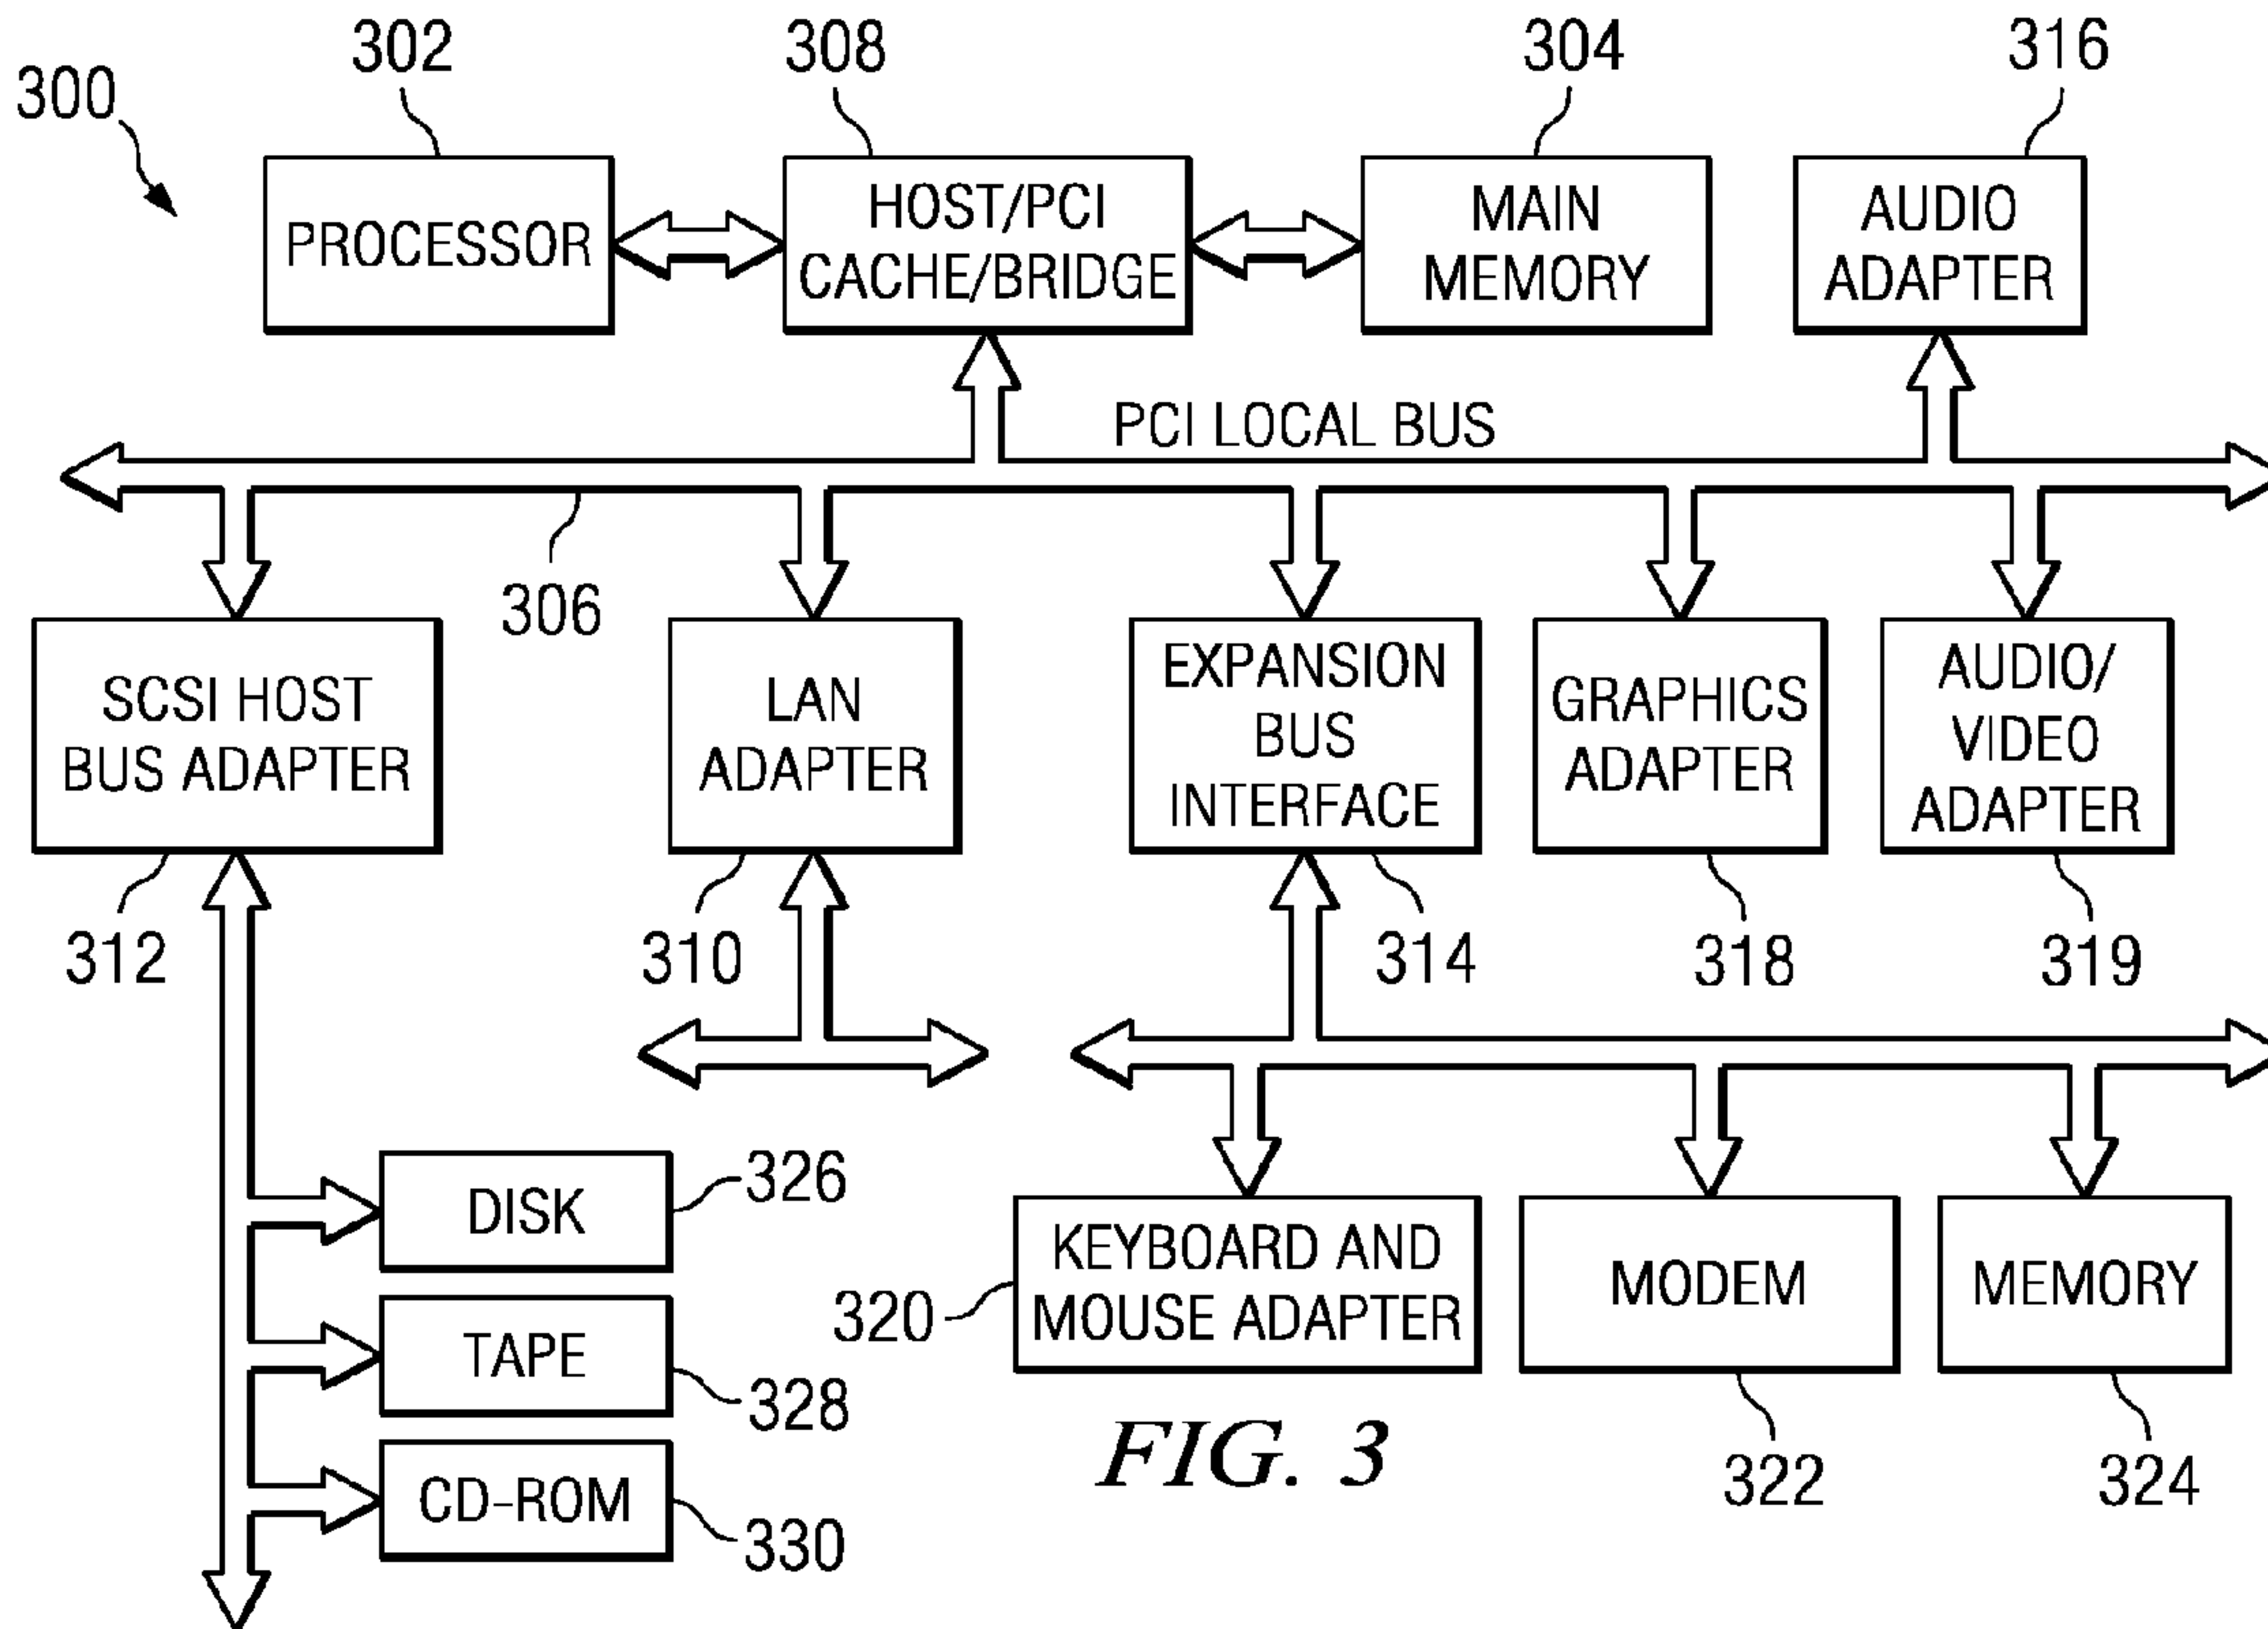 300
302
308
304
316
PROCESSOR
HOST/PCI
CACHE/BRIDGE
MAIN
MEMORY
AUDIO
ADAPTER
PCI LOCAL BUS
306
SCSI HOST
BUS ADAPTER
LAN
ADAPTER
EXPANSION
BUS
INTERFACE
GRAPHICS
ADAPTER
AUDIO/
VIDEO
ADAPTER
312
310
314
318
319
DISK
326
TAPE
328
CD-ROM
330
320
KEYBOARD AND
MOUSE ADAPTER
MODEM
MEMORY
322
324
FIG. 3